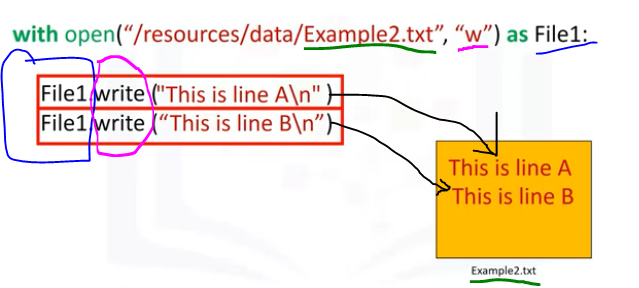 with open(“/resources/data/Example2.txt”, “w”) as File1:
File1 write ("This is line A\n" )
File1 write (“This is line B\n”)
This is line A
This is line B
Example2.txt